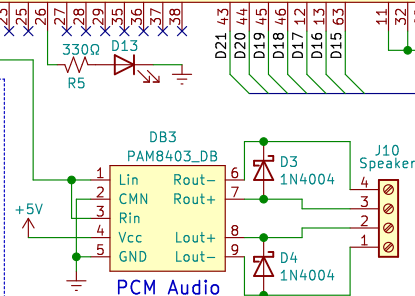 25 26 27 28 29 35 36 37 38
43 44 45 46 12 16 63 11 32
D21 D20 D19 D18 D17 D16 D15
330Ω D13
R5
DB3
PAM8403_DB
J10
Speaker
+5V
1 Lin Rout- 6
2 CMN Rout+ 7
3 Rin
4 Vcc Lout+ 8
5 GND Lout- 9
D3
1N4004
D4
1N4004
4
3
2
1
PCM Audio